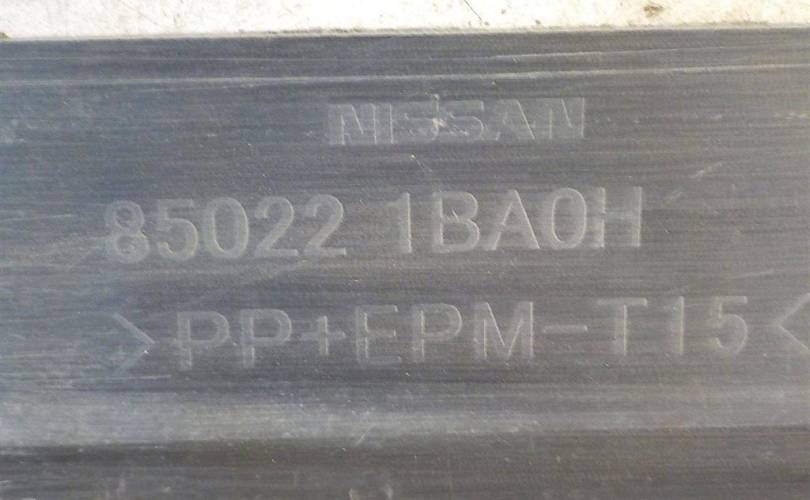 NISSAN
85022 1BA0H
>PP+EPM-T15<